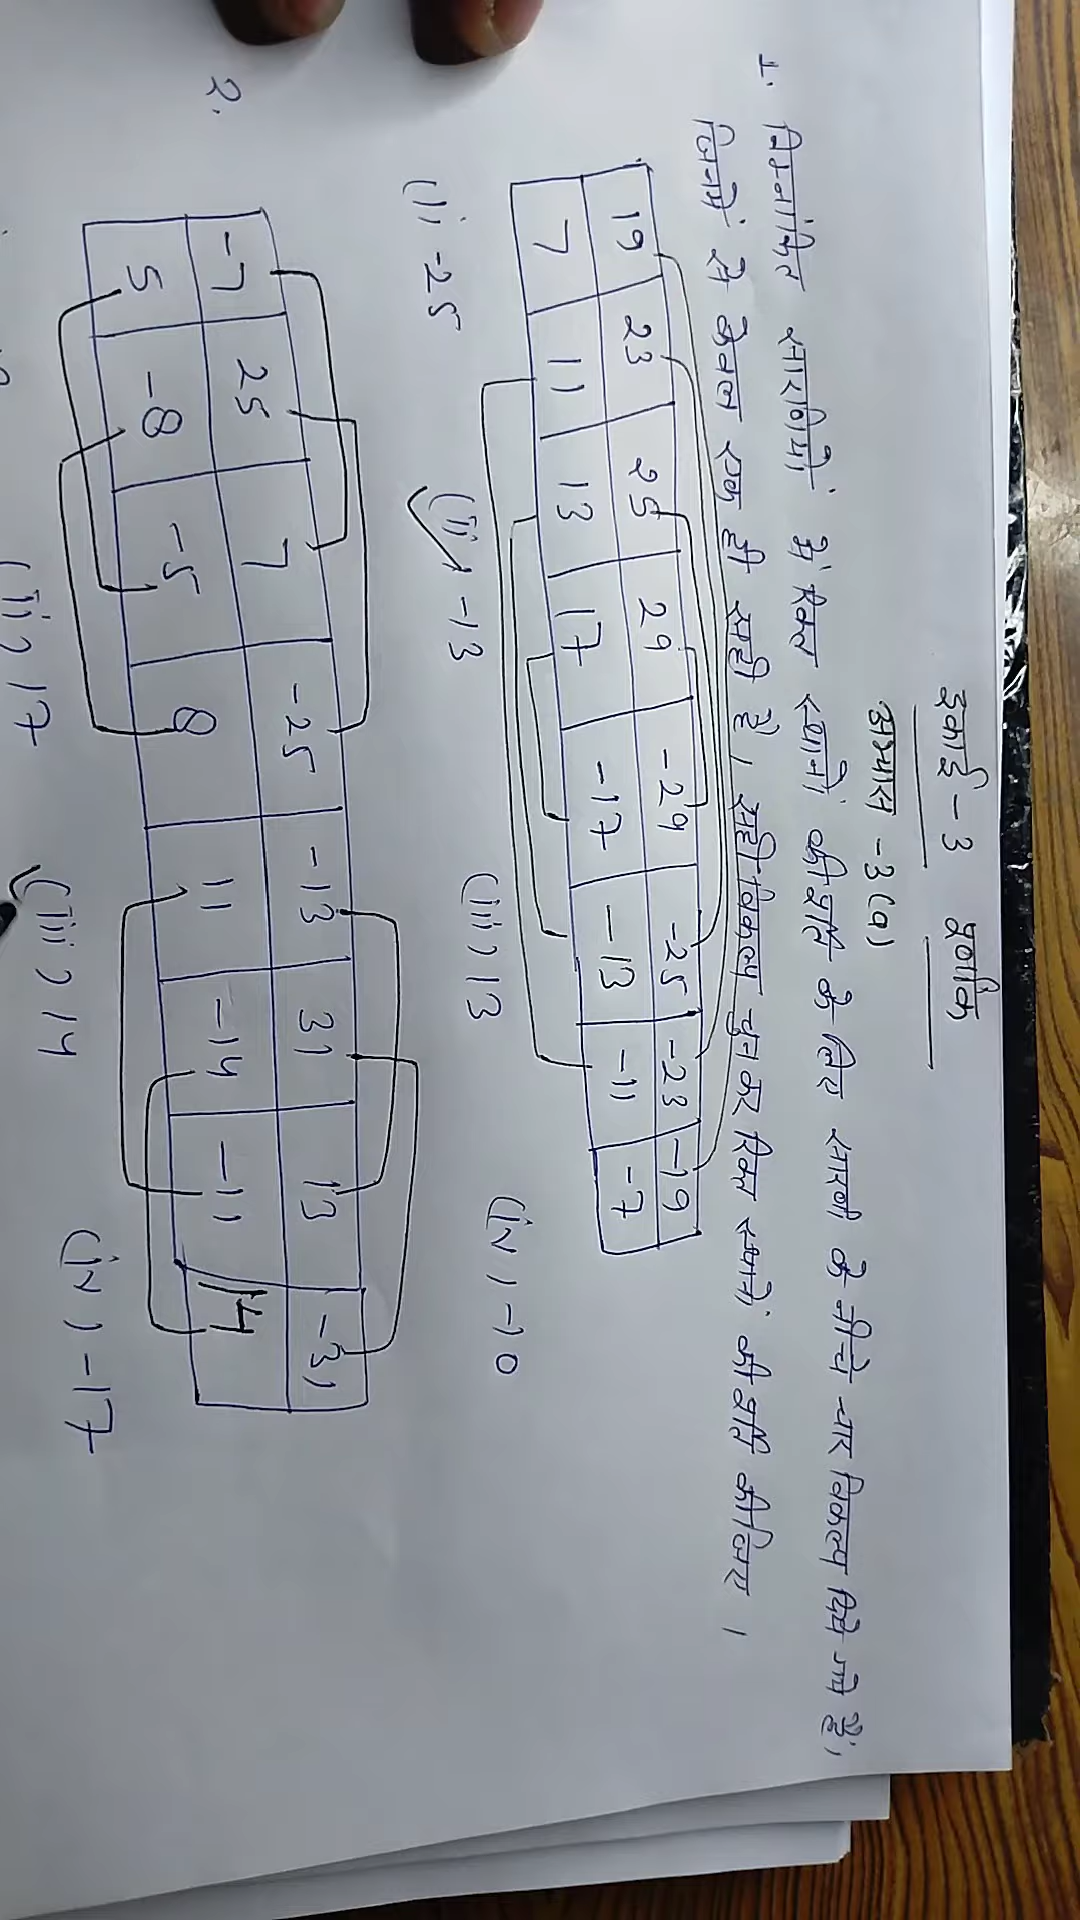 इकाई - 3 पूर्णांक
अभ्यास - 3(a)
1. निम्नांकित सारणियों में रिक्त स्थानों की पूर्ति के लिए सारणी के नीचे चार विकल्प दिये गये हैं,
जिनमें से केवल एक ही सही है। सही विकल्प चुनकर रिक्त स्थानों की पूर्ति कीजिए ।
19 23 25 29 -29 -25 -23 -19
7 11 13 17 -17 -13 -11 -7
(i) -25 (ii) -13 (iii) 13 (iv) -10
2.
-7 25 7 -25 -13 31 13 -31
5 -8 -5 8 11 -14 -11 14
(ii) 17 (iii) 14 (iv) -17